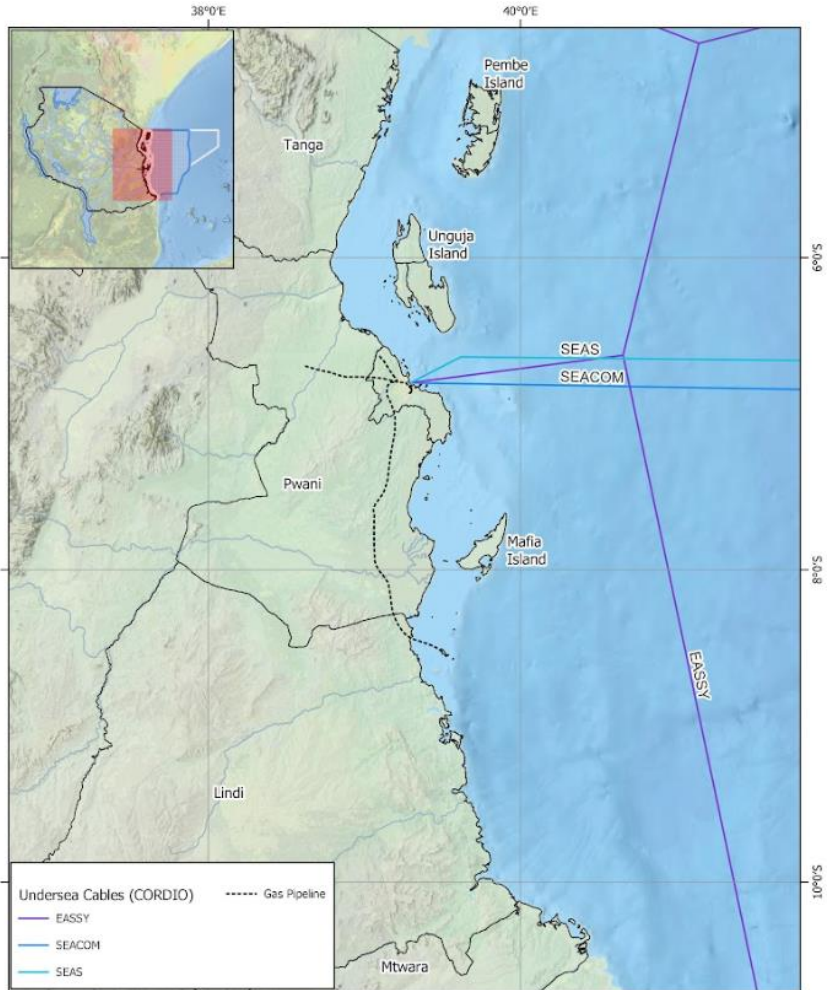 38°0'E
40°0'E
Pembe
Island
Tanga
Unguja
Island
6°0'S
SEAS
SEACOM
Pwani
Mafia
Island
8°0'S
EASSY
Lindi
10°0'S
Undersea Cables (CORDIO)
Gas Pipeline
EASSY
SEACOM
SEAS
Mtwara